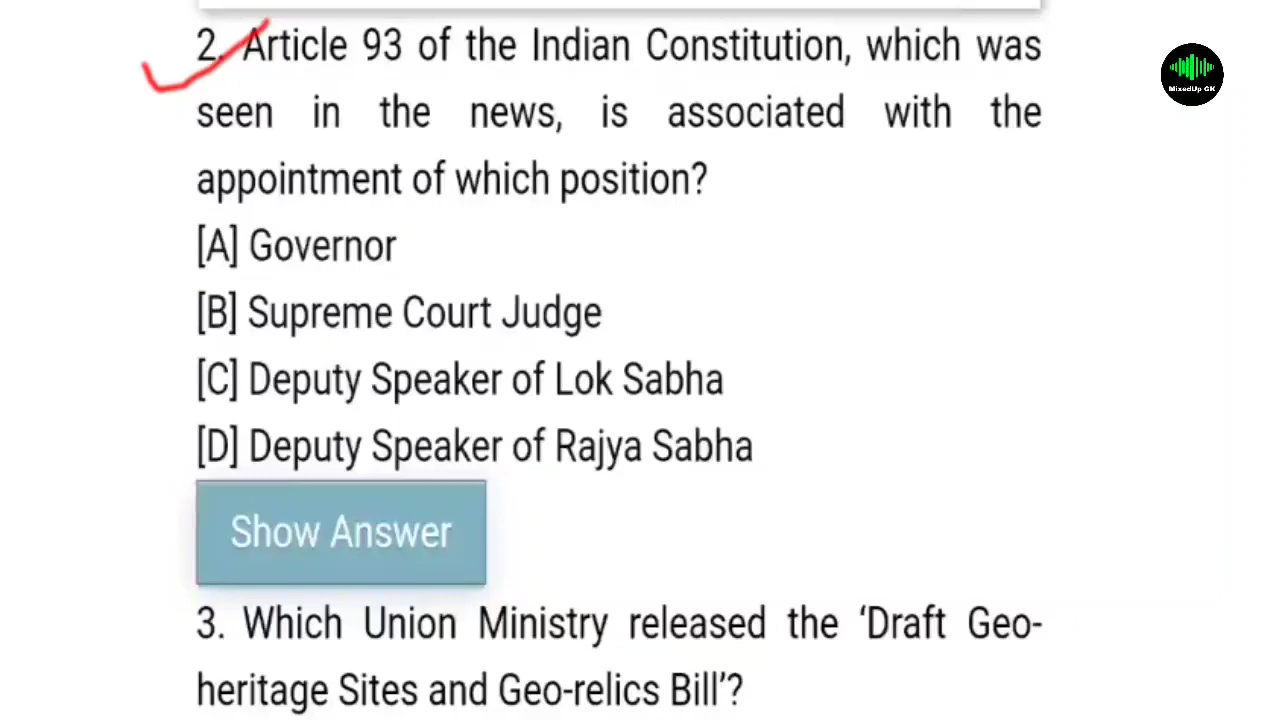 2. Article 93 of the Indian Constitution, which was
seen in the news, is associated with the
appointment of which position?
[A] Governor
[B] Supreme Court Judge
[C] Deputy Speaker of Lok Sabha
[D] Deputy Speaker of Rajya Sabha
Show Answer
3. Which Union Ministry released the ‘Draft Geo-
heritage Sites and Geo-relics Bill’?
MixedUp GK